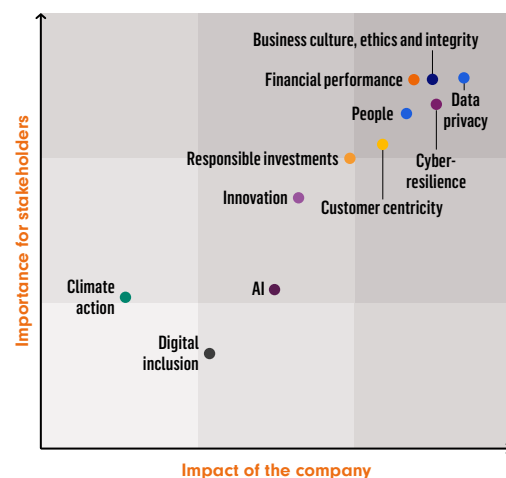 Business culture, ethics and integrity
Financial performance
Data
privacy
People
Cyber-
resilience
Responsible investments
Customer centricity
Innovation
Climate
action
AI
Digital
inclusion
Importance for stakeholders
Impact of the company